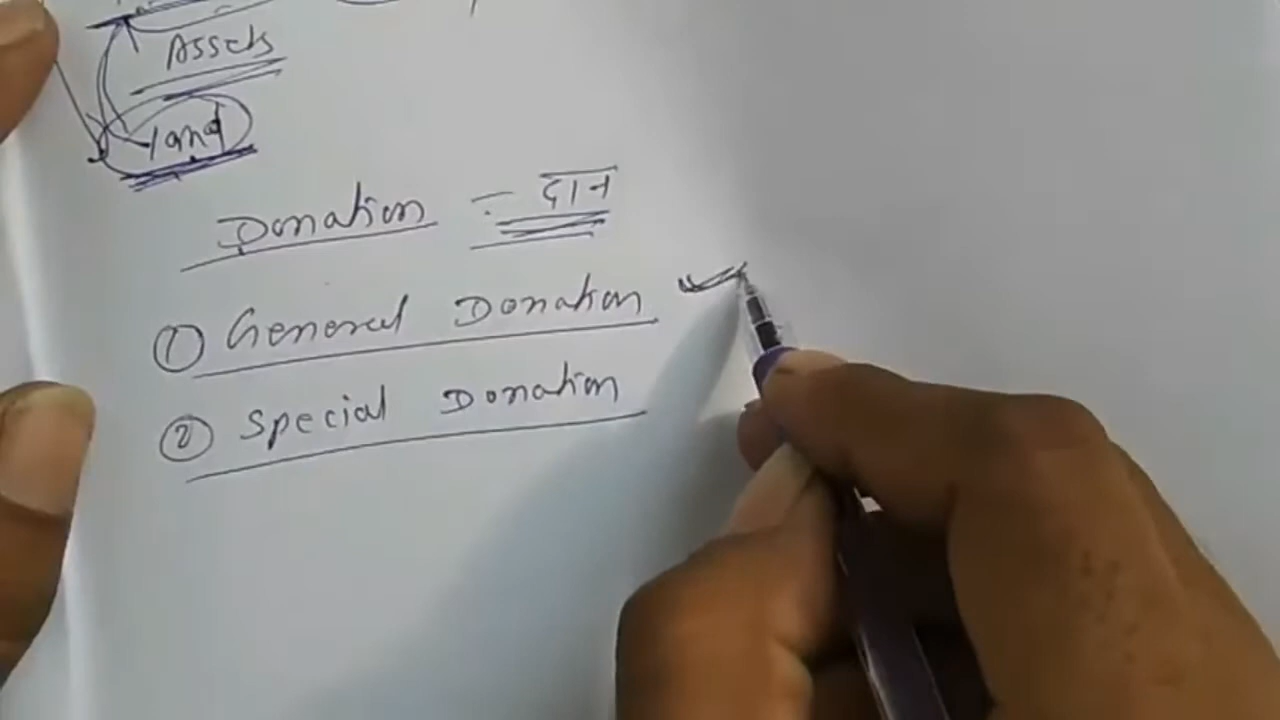 Assets
land
Donation :- दान
① General Donation
② Special Donation